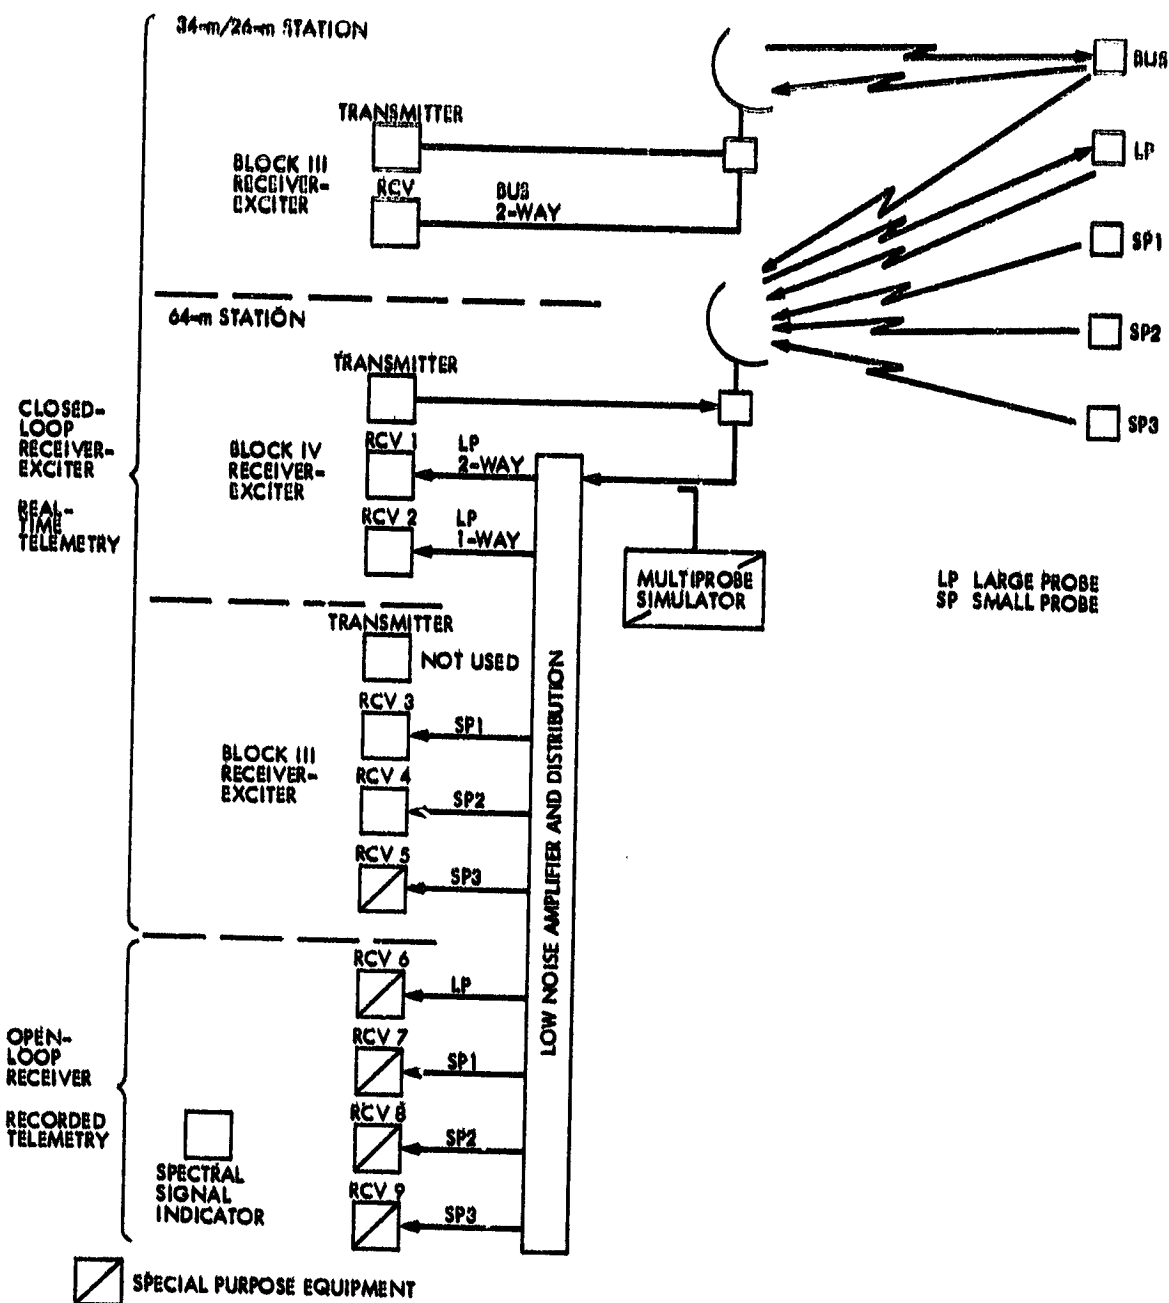 34-m/26-m STATION
BUS
TRANSMITTER
BLOCK III
RECEIVER-
EXCITER
RCV
BUS
2-WAY
LP
SP1
SP2
SP3
64-m STATION
TRANSMITTER
CLOSED-
LOOP
RECEIVER-
EXCITER
REAL-
TIME
TELEMETRY
BLOCK IV
RECEIVER-
EXCITER
RCV 1
LP
2-WAY
RCV 2
LP
1-WAY
MULTIPROBE
SIMULATOR
LP LARGE PROBE
SP SMALL PROBE
TRANSMITTER
NOT USED
LOW NOISE AMPLIFIER AND DISTRIBUTION
BLOCK III
RECEIVER-
EXCITER
RCV 3
SP1
RCV 4
SP2
RCV 5
SP3
OPEN-
LOOP
RECEIVER
RECORDED
TELEMETRY
RCV 6
LP
RCV 7
SP1
RCV 8
SP2
RCV 9
SP3
SPECTRAL
SIGNAL
INDICATOR
SPECIAL PURPOSE EQUIPMENT